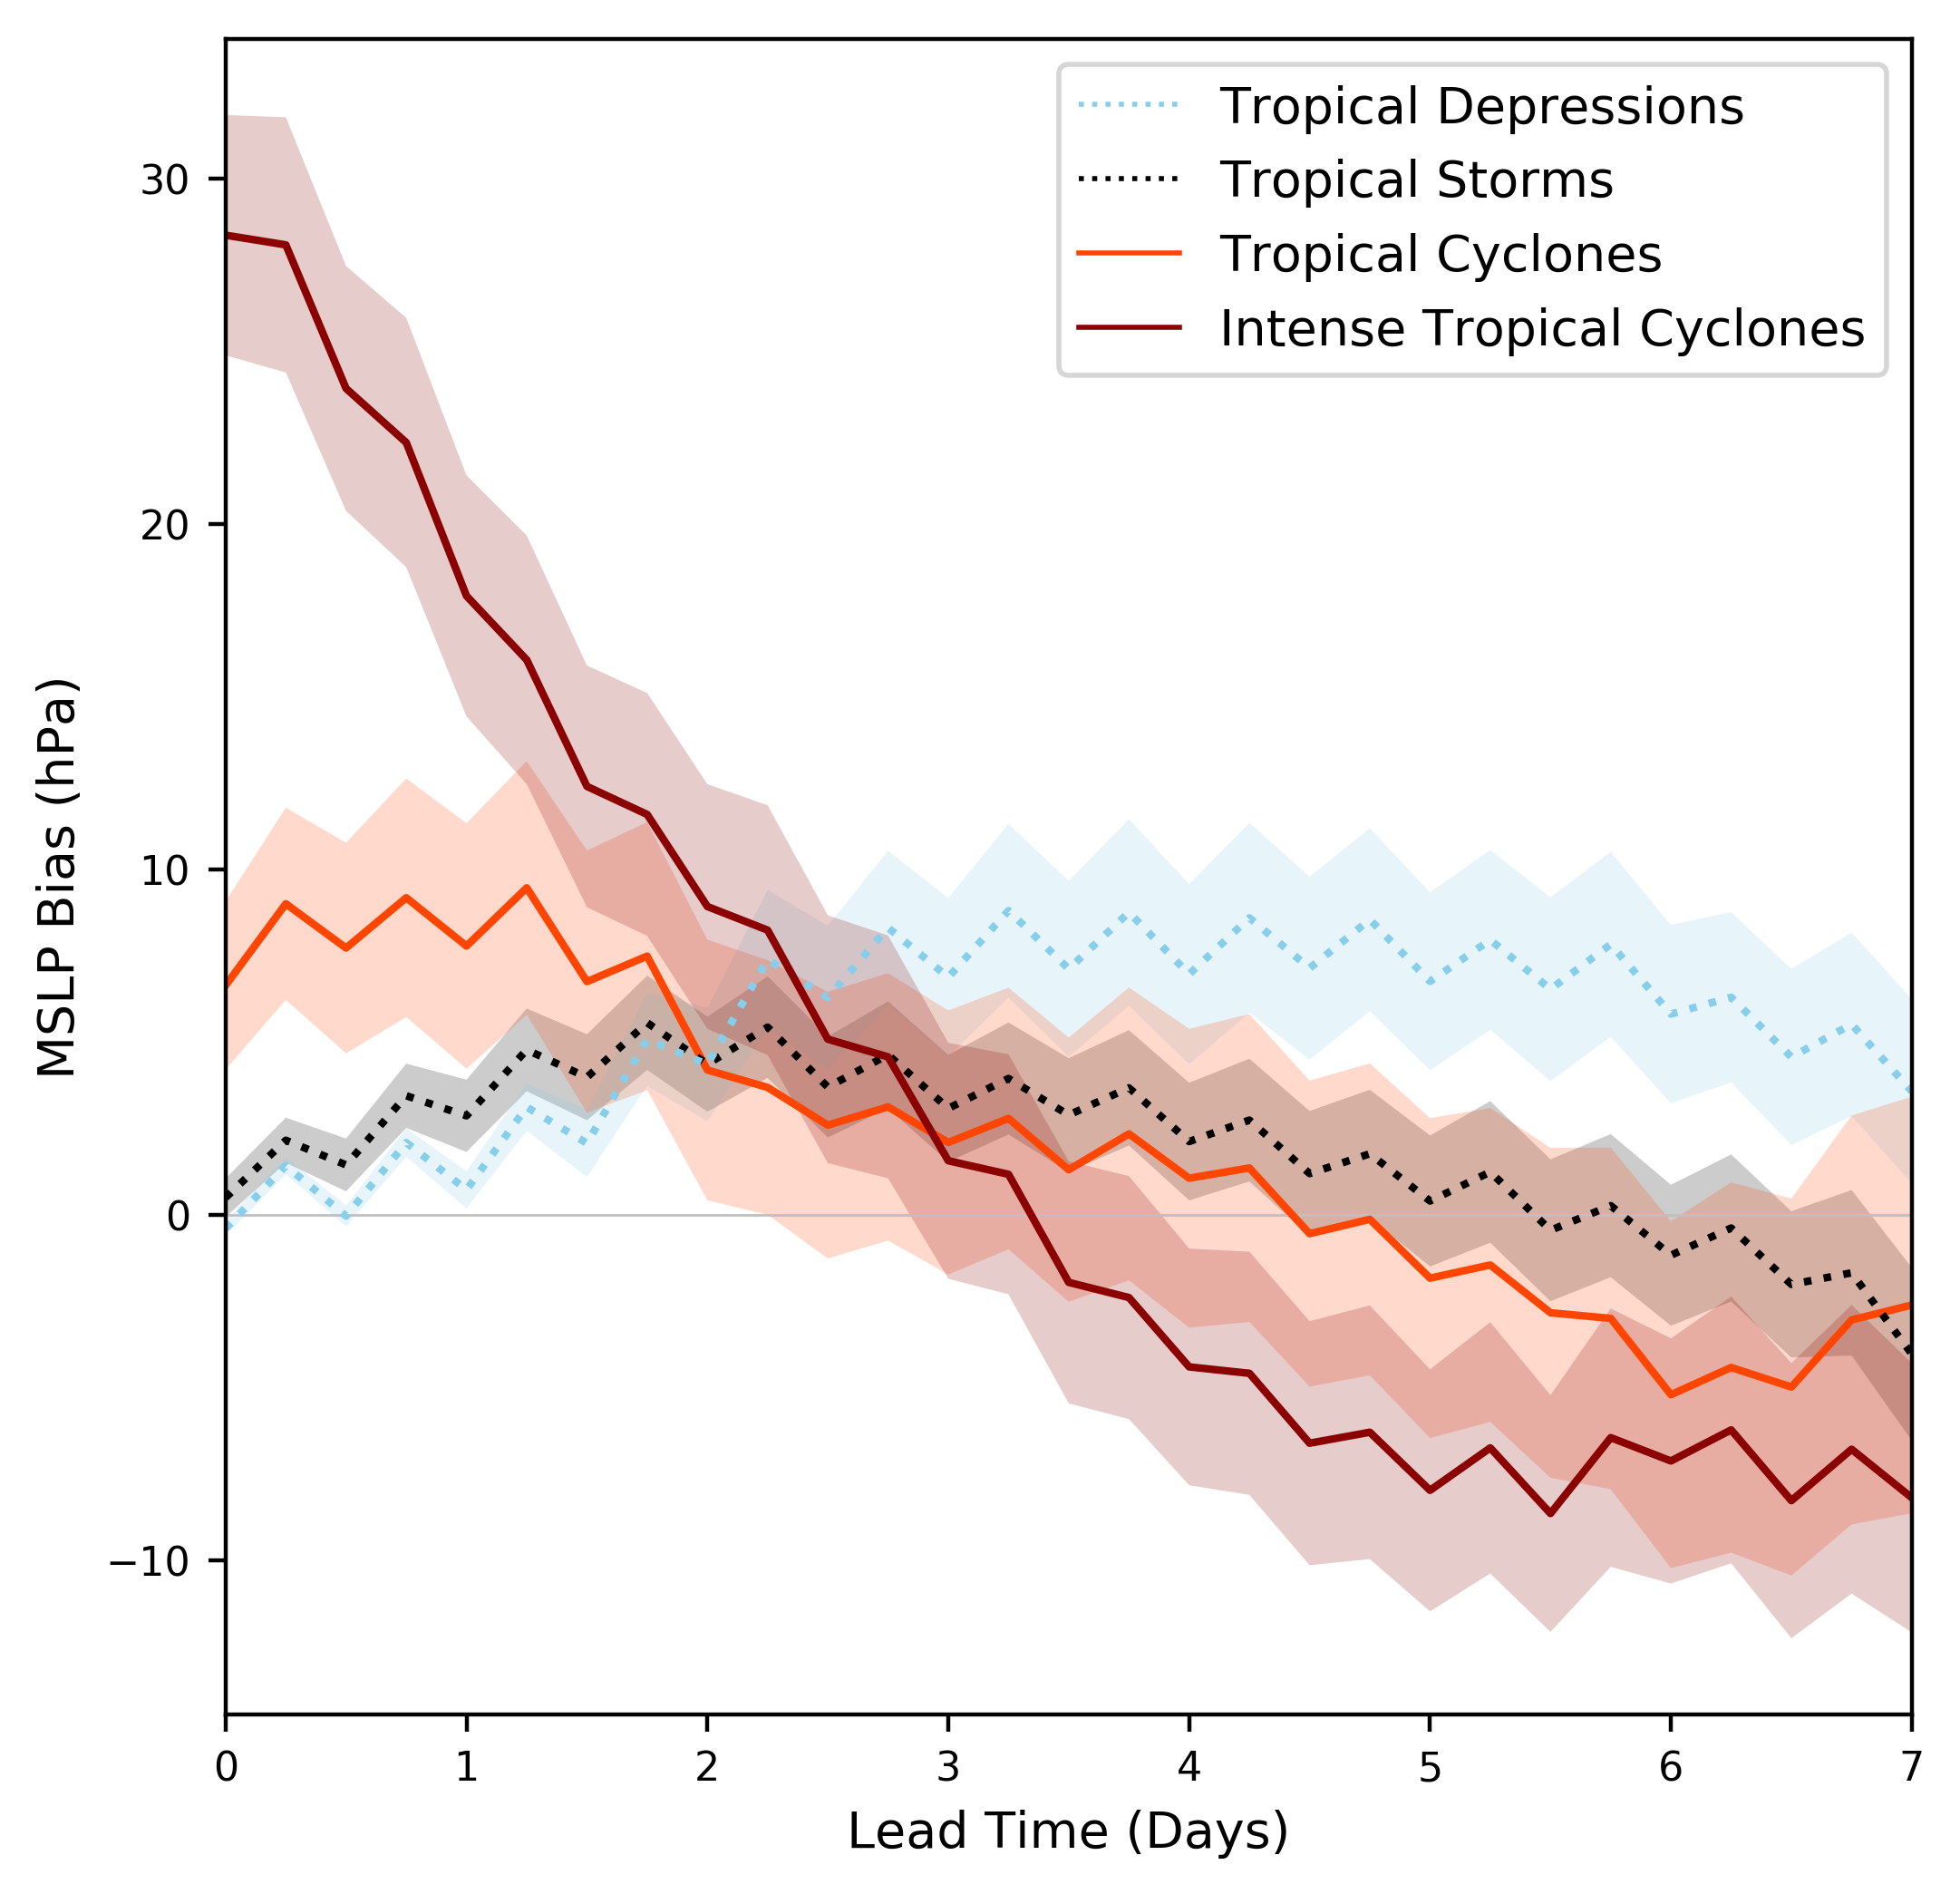 Tropical Depressions
Tropical Storms
Tropical Cyclones
Intense Tropical Cyclones
30
20
10
0
−10
MSLP Bias (hPa)
0 1 2 3 4 5 6 7
Lead Time (Days)